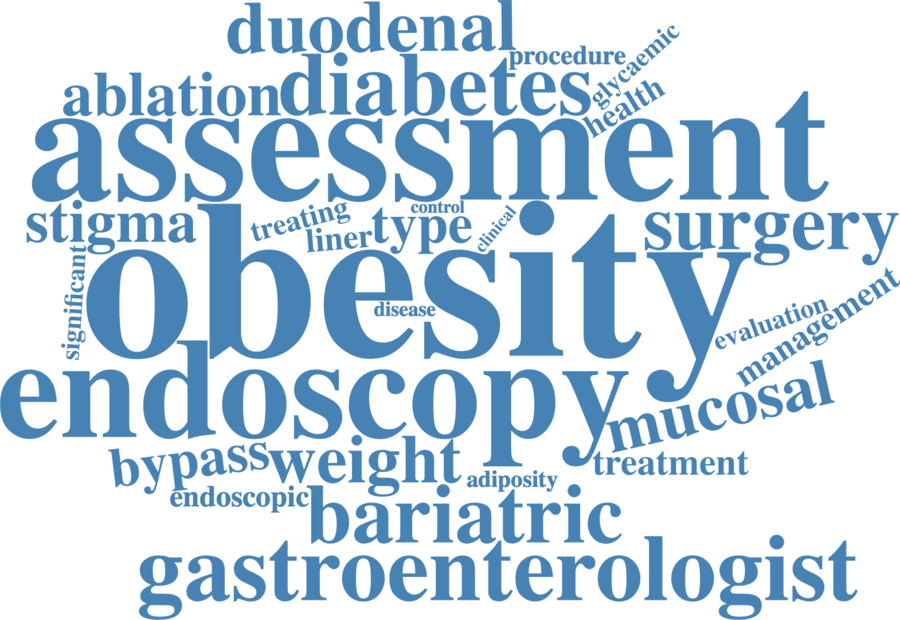 duodenal
procedure
glycaemic
ablation
diabetes
health
assessment
stigma
treating
liner
type
control
clinical
surgery
significant
obesity
disease
evaluation
management
endoscopy
mucosal
bypass
weight
adiposity
treatment
endoscopic
bariatric
gastroenterologist